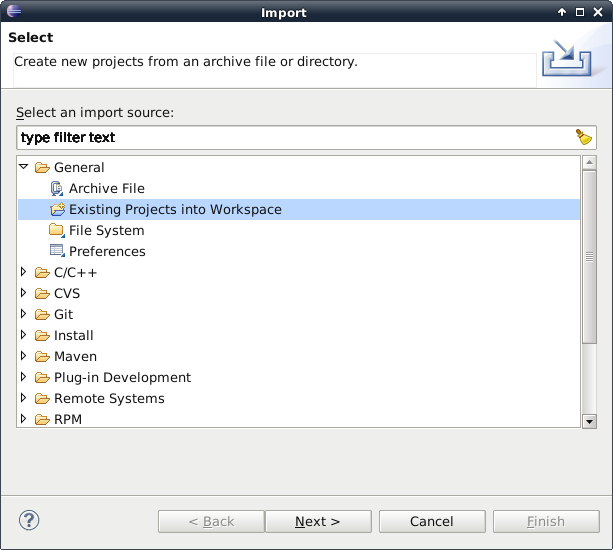 Import
Select
Create new projects from an archive file or directory.
Select an import source:
type filter text
General
Archive File
Existing Projects into Workspace
File System
Preferences
C/C++
CVS
Git
Install
Maven
Plug-in Development
Remote Systems
RPM
? < Back Next > Cancel Finish